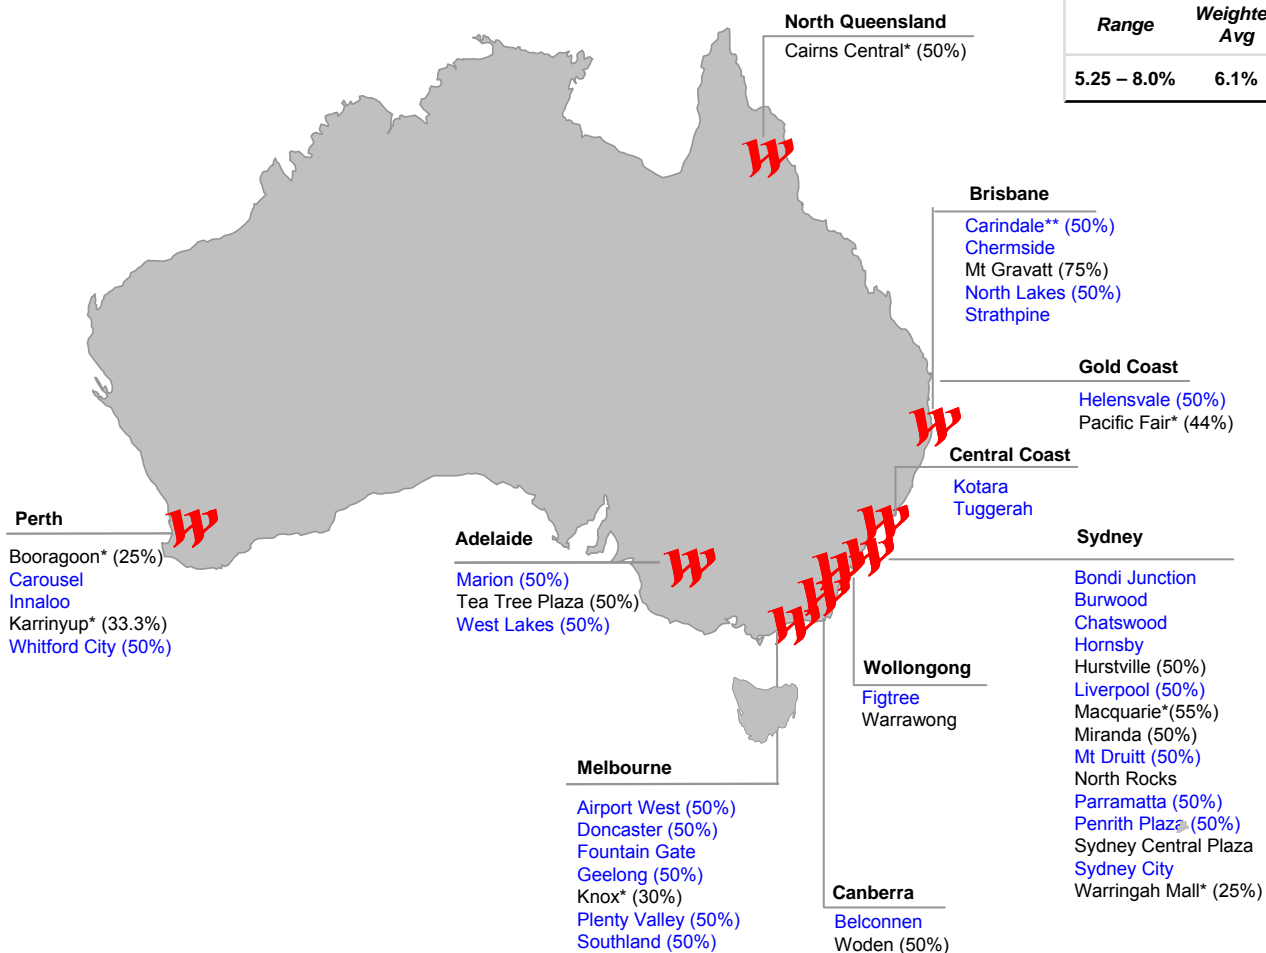 Range
Weighte
Avg
5.25 – 8.0%
6.1%
North Queensland
Cairns Central* (50%)
Brisbane
Carindale** (50%)
Chermside
Mt Gravatt (75%)
North Lakes (50%)
Strathpine
Gold Coast
Helensvale (50%)
Pacific Fair* (44%)
Central Coast
Kotara
Tuggerah
Perth
Booragoon* (25%)
Carousel
Innaloo
Karrinyup* (33.3%)
Whitford City (50%)
Adelaide
Marion (50%)
Tea Tree Plaza (50%)
West Lakes (50%)
Sydney
Bondi Junction
Burwood
Chatswood
Hornsby
Hurstville (50%)
Liverpool (50%)
Macquarie*(55%)
Miranda (50%)
Mt Druitt (50%)
North Rocks
Parramatta (50%)
Penrith Plaza (50%)
Sydney Central Plaza
Sydney City
Warringah Mall* (25%)
Wollongong
Figtree
Warrawong
Melbourne
Airport West (50%)
Doncaster (50%)
Fountain Gate
Geelong (50%)
Knox* (30%)
Plenty Valley (50%)
Southland (50%)
Canberra
Belconnen
Woden (50%)